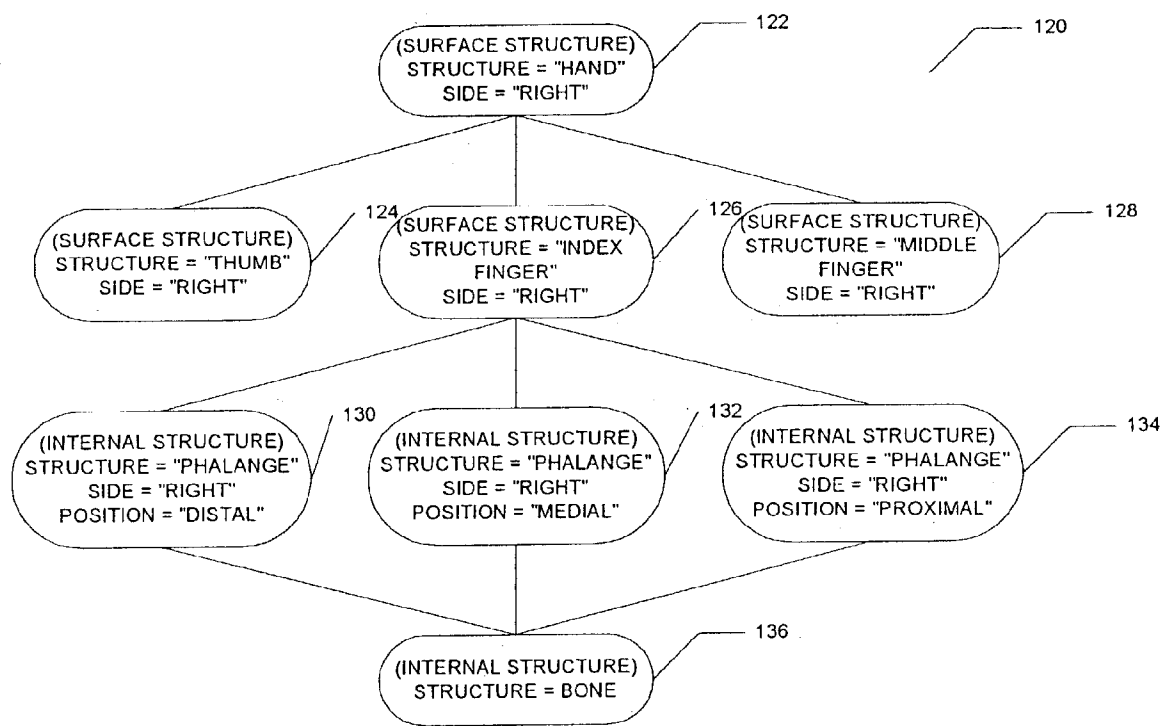 122
120
(SURFACE STRUCTURE)
STRUCTURE = "HAND"
SIDE = "RIGHT"
124
(SURFACE STRUCTURE)
STRUCTURE = "THUMB"
SIDE = "RIGHT"
126
(SURFACE STRUCTURE)
STRUCTURE = "INDEX
FINGER"
SIDE = "RIGHT"
128
(SURFACE STRUCTURE)
STRUCTURE = "MIDDLE
FINGER"
SIDE = "RIGHT"
130
(INTERNAL STRUCTURE)
STRUCTURE = "PHALANGE"
SIDE = "RIGHT"
POSITION = "DISTAL"
132
(INTERNAL STRUCTURE)
STRUCTURE = "PHALANGE"
SIDE = "RIGHT"
POSITION = "MEDIAL"
134
(INTERNAL STRUCTURE)
STRUCTURE = "PHALANGE"
SIDE = "RIGHT"
POSITION = "PROXIMAL"
136
(INTERNAL STRUCTURE)
STRUCTURE = BONE